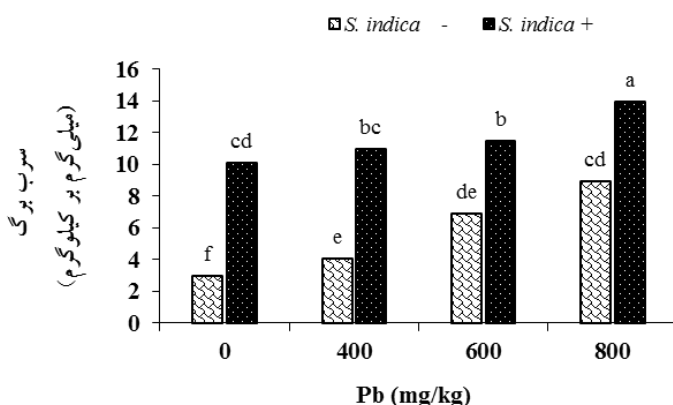 S. indica - S. indica +
سرب برگ
(میلی گرم بر کیلوگرم)
16
14
12
10
8
6
4
2
0
f
cd
e
bc
de
b
cd
a
0 400 600 800
Pb (mg/kg)